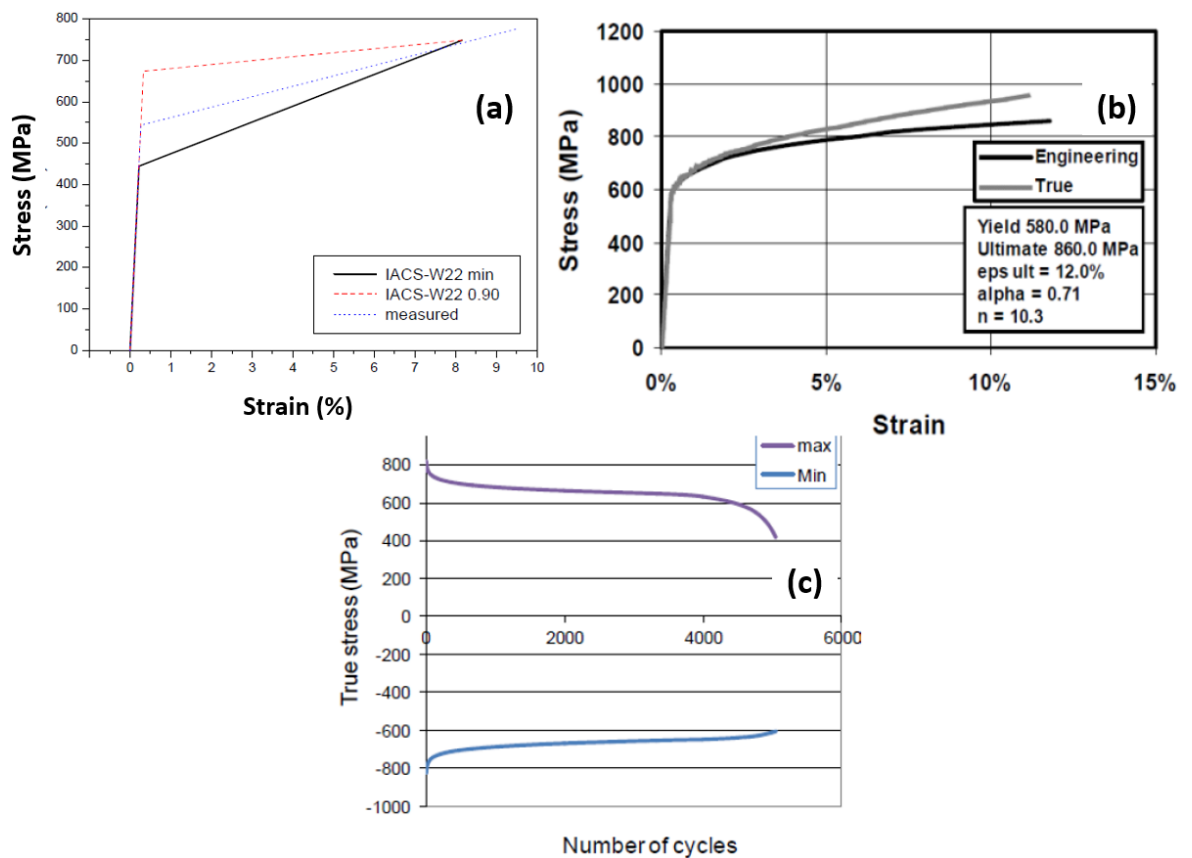 800
700
600
500
400
300
200
100
0
0 1 2 3 4 5 6 7 8 9 10
Stress (MPa)
Strain (%)
(a)
IACS-W22 min
IACS-W22 0.90
measured
1200
1000
800
600
400
200
0
0% 5% 10% 15%
Stress (MPa)
Strain
(b)
Engineering
True
Yield 580.0 MPa
Ultimate 860.0 MPa
eps ult = 12.0%
alpha = 0.71
n = 10.3
max
Min
800
600
400
200
0
-200
-400
-600
-800
-1000
0 2000 4000 6000
True stress (MPa)
(c)
Number of cycles